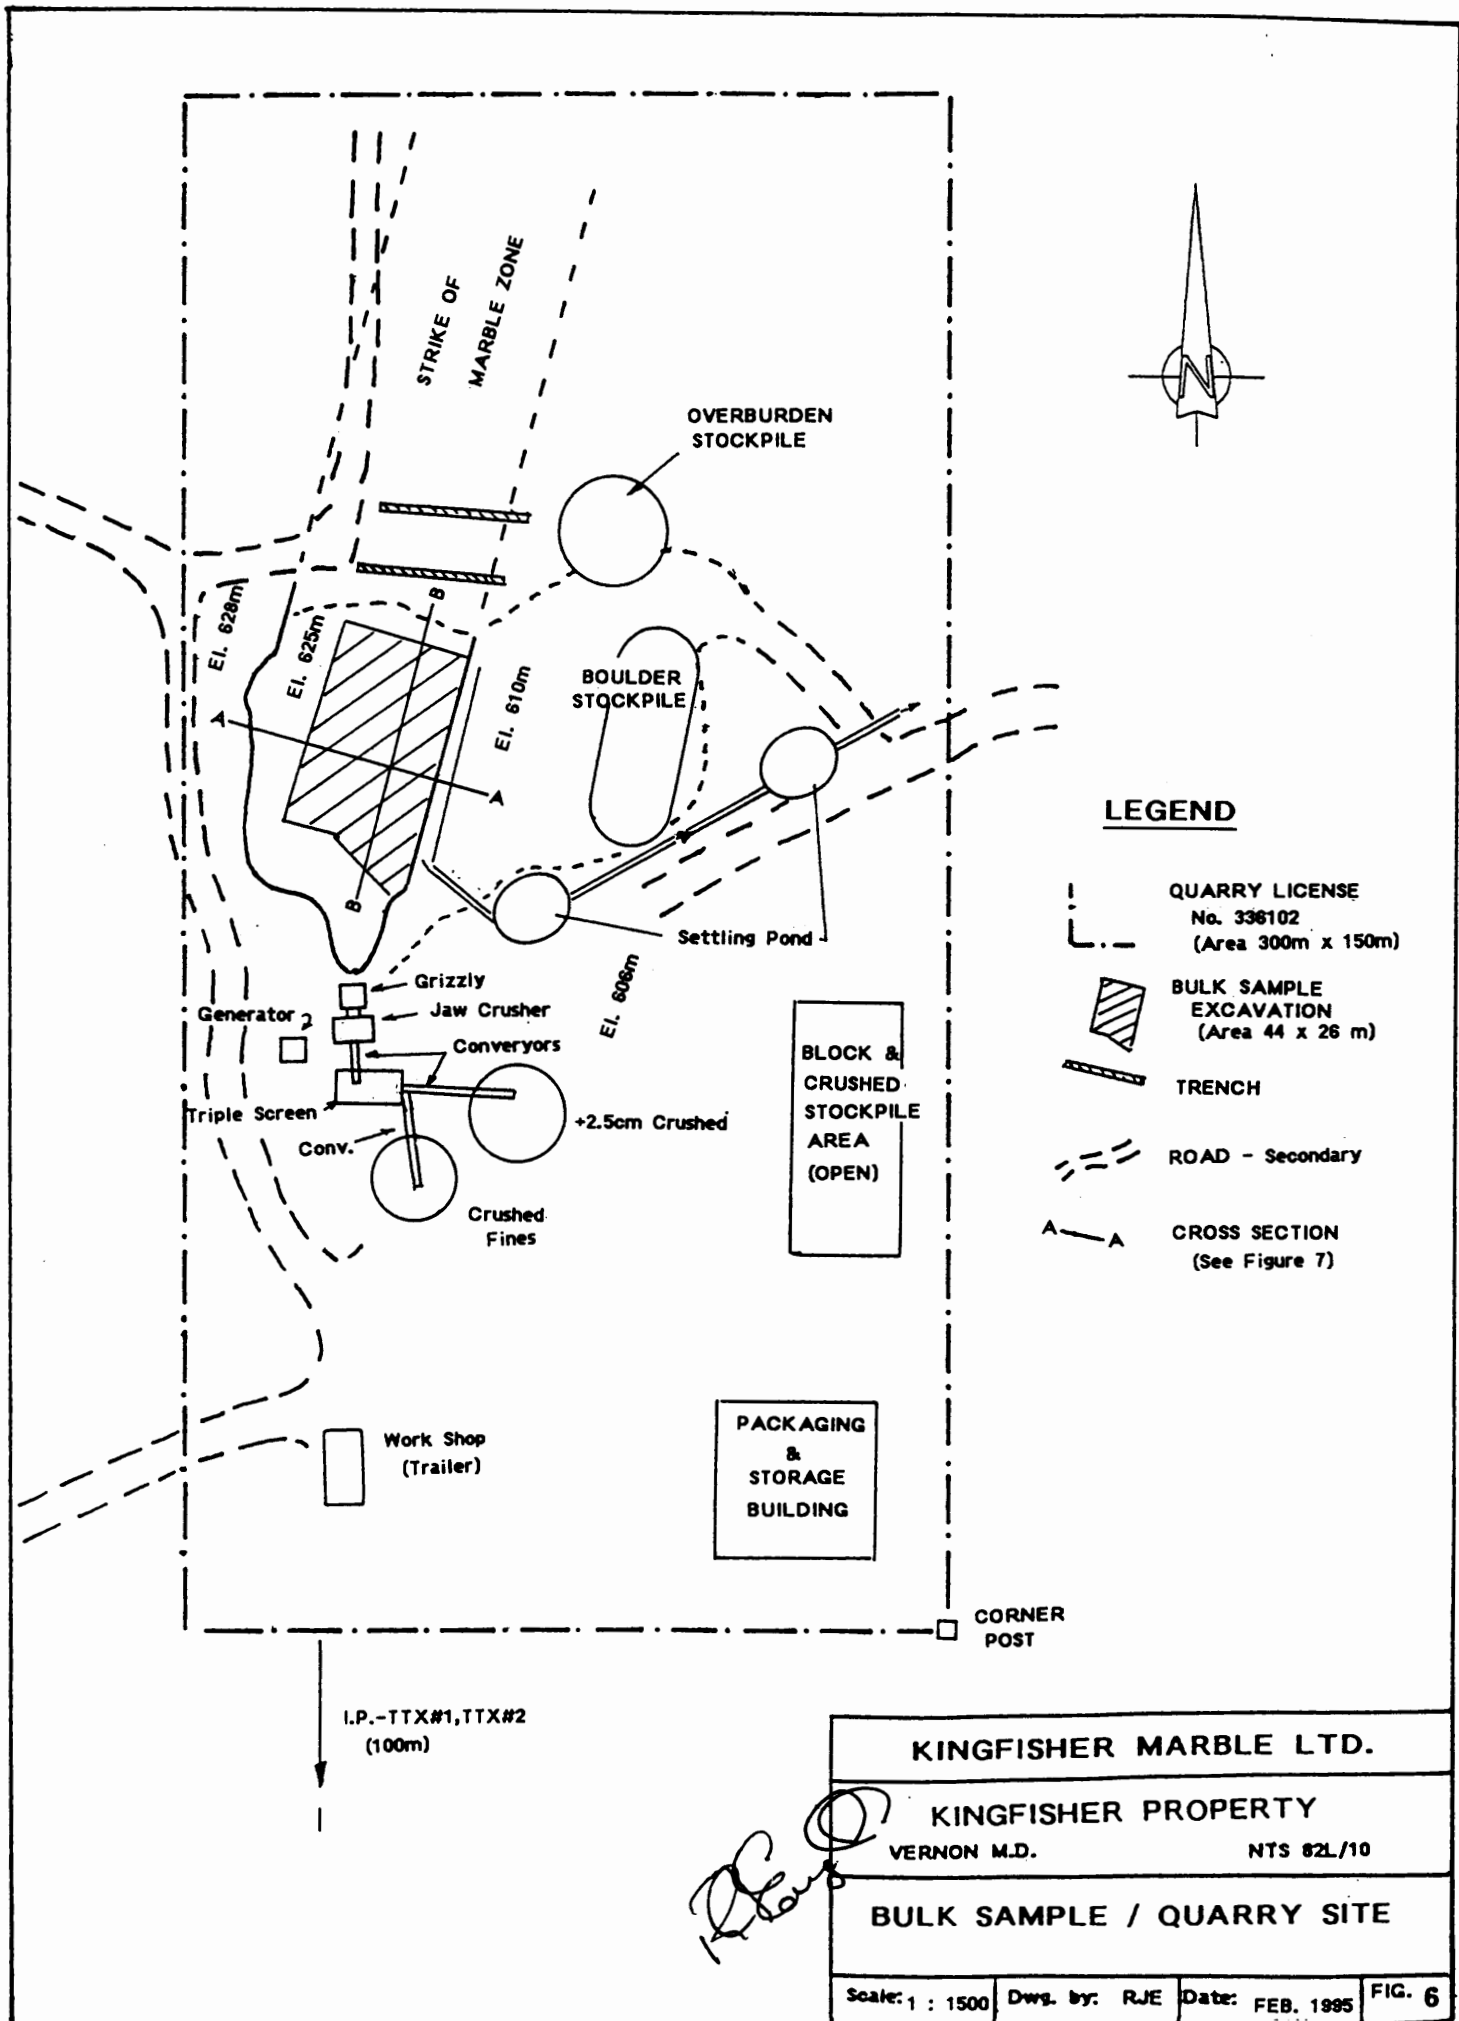 STRIKE OF
MARBLE ZONE
OVERBURDEN
STOCKPILE
N
El. 628m
El. 625m
B
El. 610m
BOULDER
STOCKPILE
A
A
B
Settling Pond
El. 606m
Grizzly
Generator
Jaw Crusher
Converyors
Triple Screen
+2.5cm Crushed
Conv.
Crushed
Fines
BLOCK &
CRUSHED
STOCKPILE
AREA
(OPEN)
LEGEND
QUARRY LICENSE
No. 336102
(Area 300m x 150m)
BULK SAMPLE
EXCAVATION
(Area 44 x 26 m)
TRENCH
ROAD - Secondary
A A
CROSS SECTION
(See Figure 7)
Work Shop
(Trailer)
PACKAGING
&
STORAGE
BUILDING
CORNER
POST
I.P.-TTX#1,TTX#2
(100m)
KINGFISHER MARBLE LTD.
KINGFISHER PROPERTY
VERNON M.D. NTS 82L/10
BULK SAMPLE / QUARRY SITE
Scale: 1 : 1500 Dwg. by: RJE Date: FEB. 1995 FIG. 6